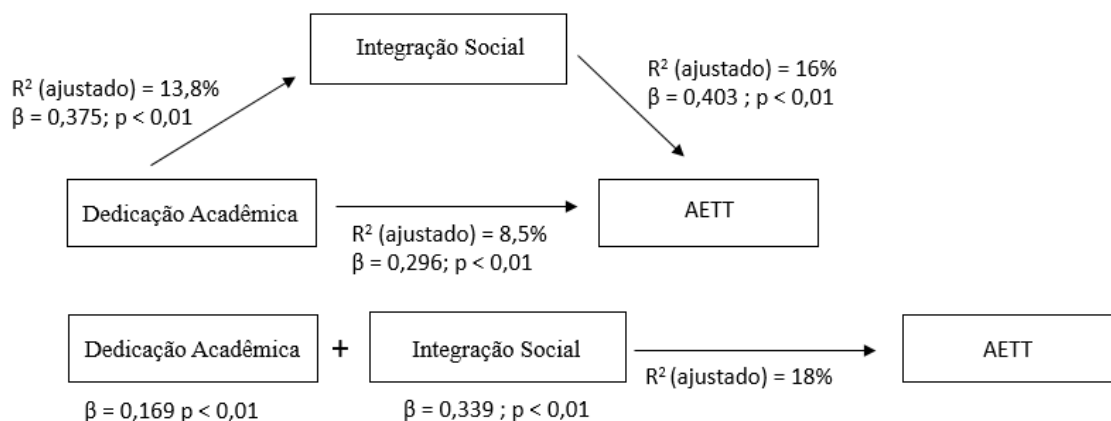 Integração Social
R² (ajustado) = 13,8%
β = 0,375; p < 0,01
R² (ajustado) = 16%
β = 0,403 ; p < 0,01
Dedicação Acadêmica
AETT
R² (ajustado) = 8,5%
β = 0,296; p < 0,01
Dedicação Acadêmica + Integração Social
AETT
R² (ajustado) = 18%
β = 0,169 p < 0,01
β = 0,339 ; p < 0,01